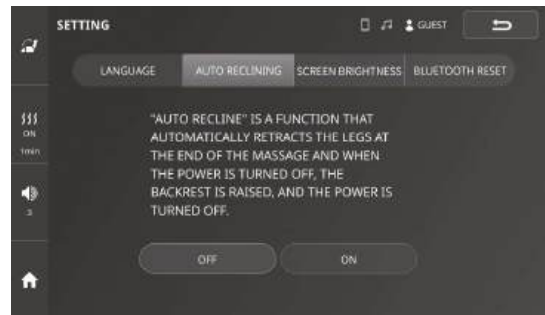 SETTING
GUEST
LANGUAGE
AUTO RECLINING
SCREEN BRIGHTNESS
BLUETOOTH RESET
ON
1min
3
"AUTO RECLINE" IS A FUNCTION THAT
AUTOMATICALLY RETRACTS THE LEGS AT
THE END OF THE MASSAGE AND WHEN
THE POWER IS TURNED OFF, THE
BACKREST IS RAISED, AND THE POWER IS
TURNED OFF.
OFF
ON